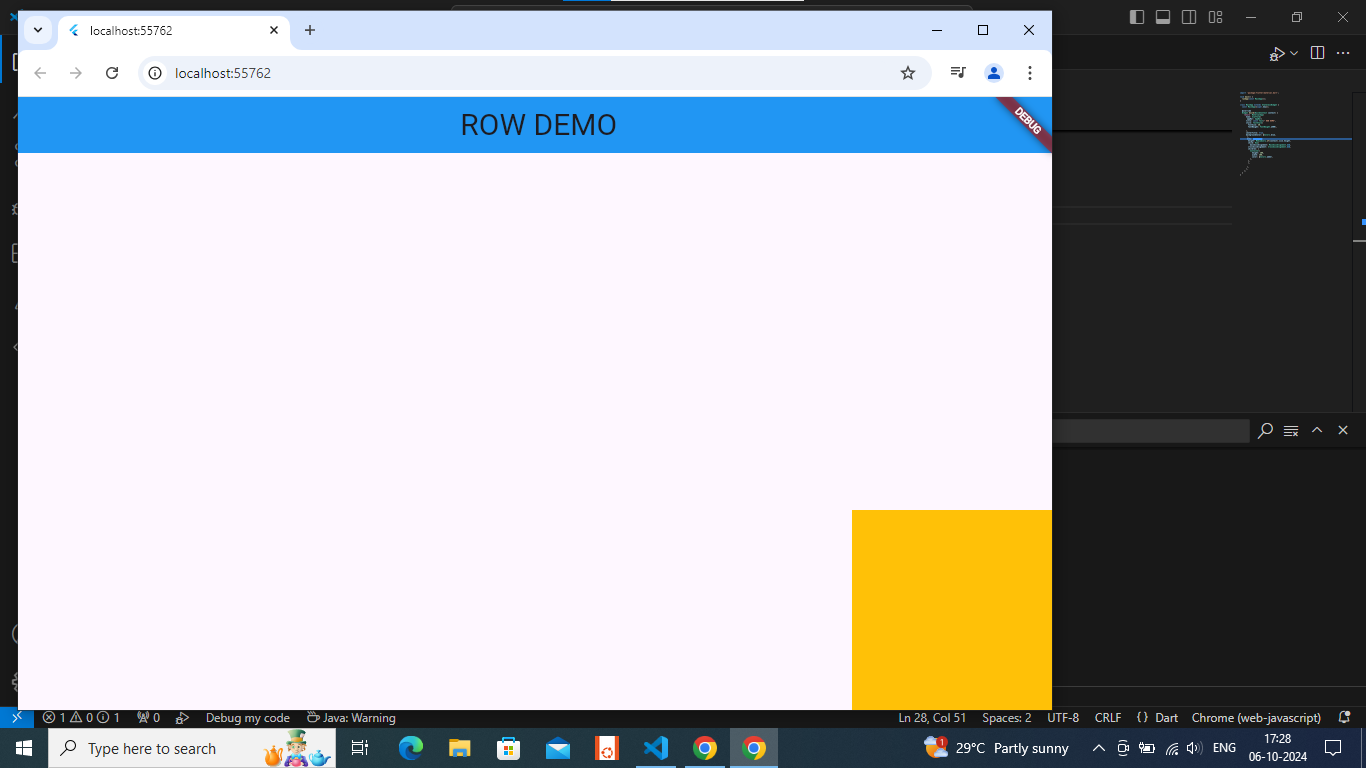 localhost:55762
localhost:55762
ROW DEMO
DEBUG
1 0 1 0 Debug my code Java: Warning Ln 28, Col 51 Spaces: 2 UTF-8 CRLF {} Dart Chrome (web-javascript)
Type here to search
1 29°C Partly sunny ENG
17:28
06-10-2024